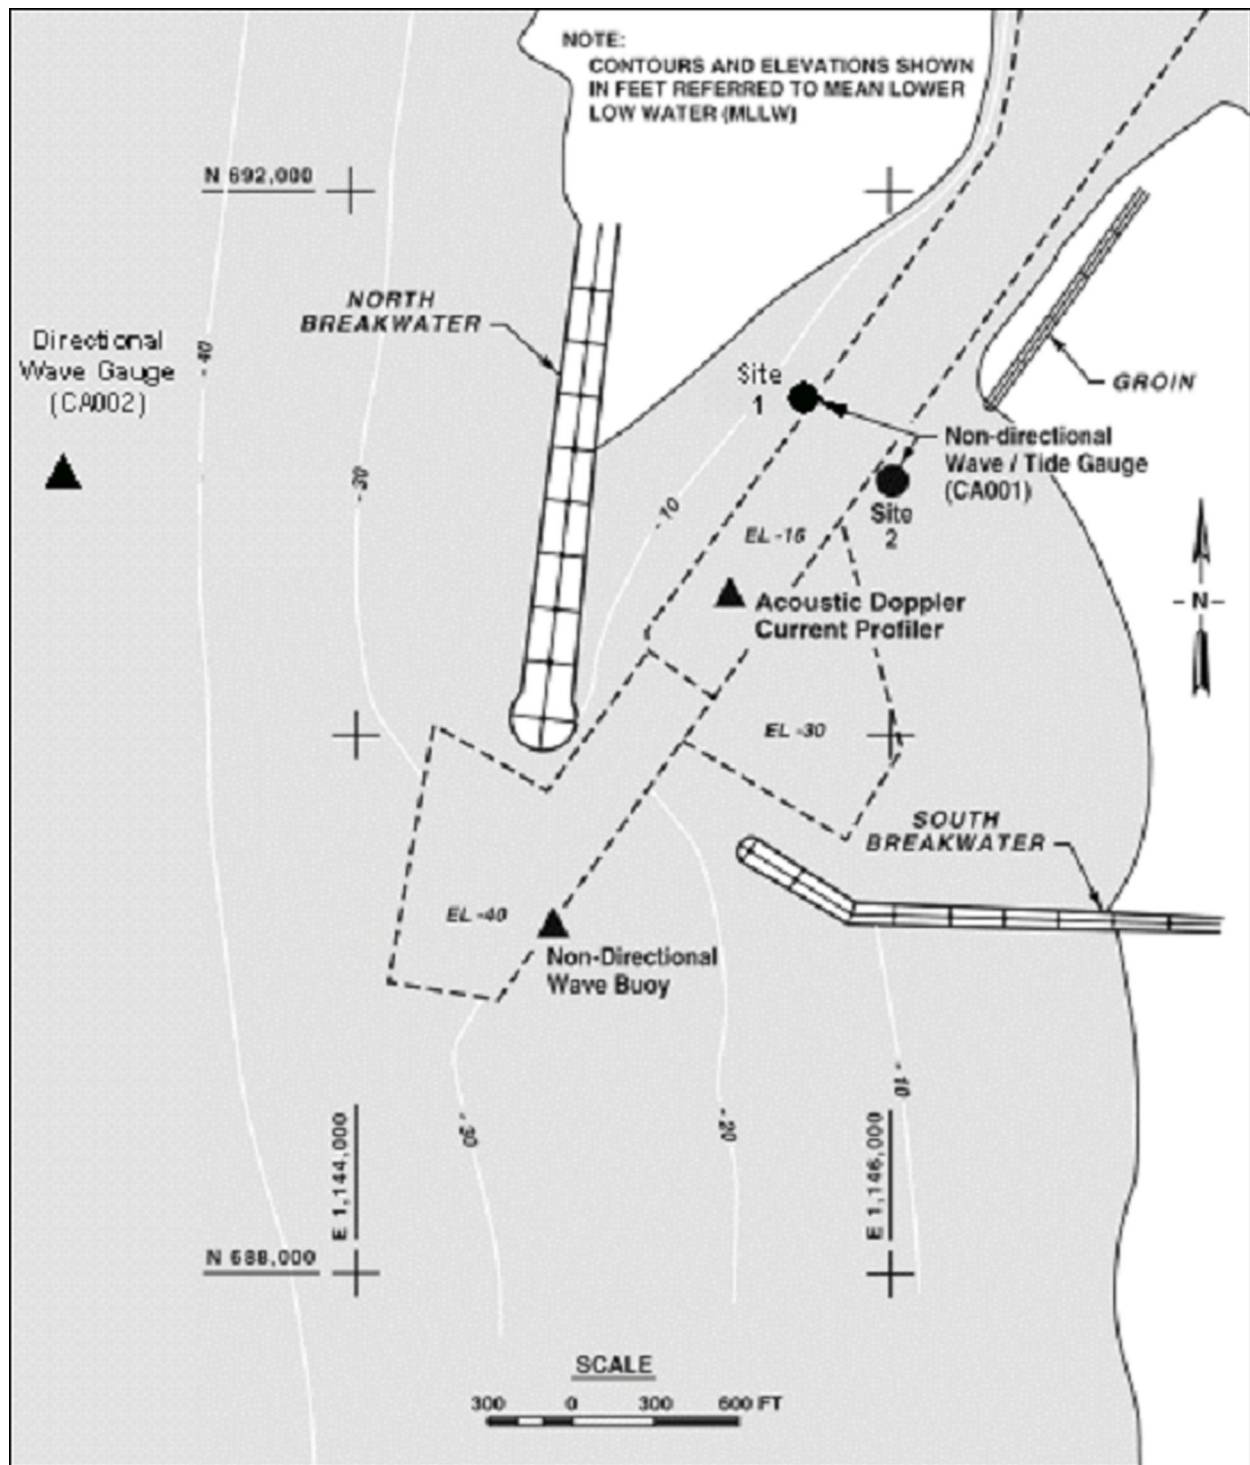 NOTE:
CONTOURS AND ELEVATIONS SHOWN
IN FEET REFERRED TO MEAN LOWER
LOW WATER (MLLW)
N 692,000
NORTH
BREAKWATER
Directional
Wave Gauge
(CA002)
-40
-30
-10
Site
1
GROIN
Non-directional
Wave / Tide Gauge
(CA001)
Site
2
EL -16
Acoustic Doppler
Current Profiler
- N -
EL -30
SOUTH
BREAKWATER
EL -40
Non-Directional
Wave Buoy
-30
-20
-10
E 1,144,000
E 1,146,000
N 688,000
SCALE
300 0 300 600 FT